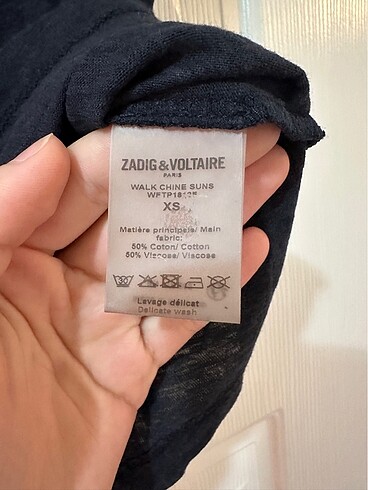 ZADIG & VOLTAIRE
PARIS
WALK CHINE SUNS
XS
Matière principale/ Main
fabric:
50% Coton/ Cotton
50% Viscose/ Viscose
Lavage délicat
Delicate wash